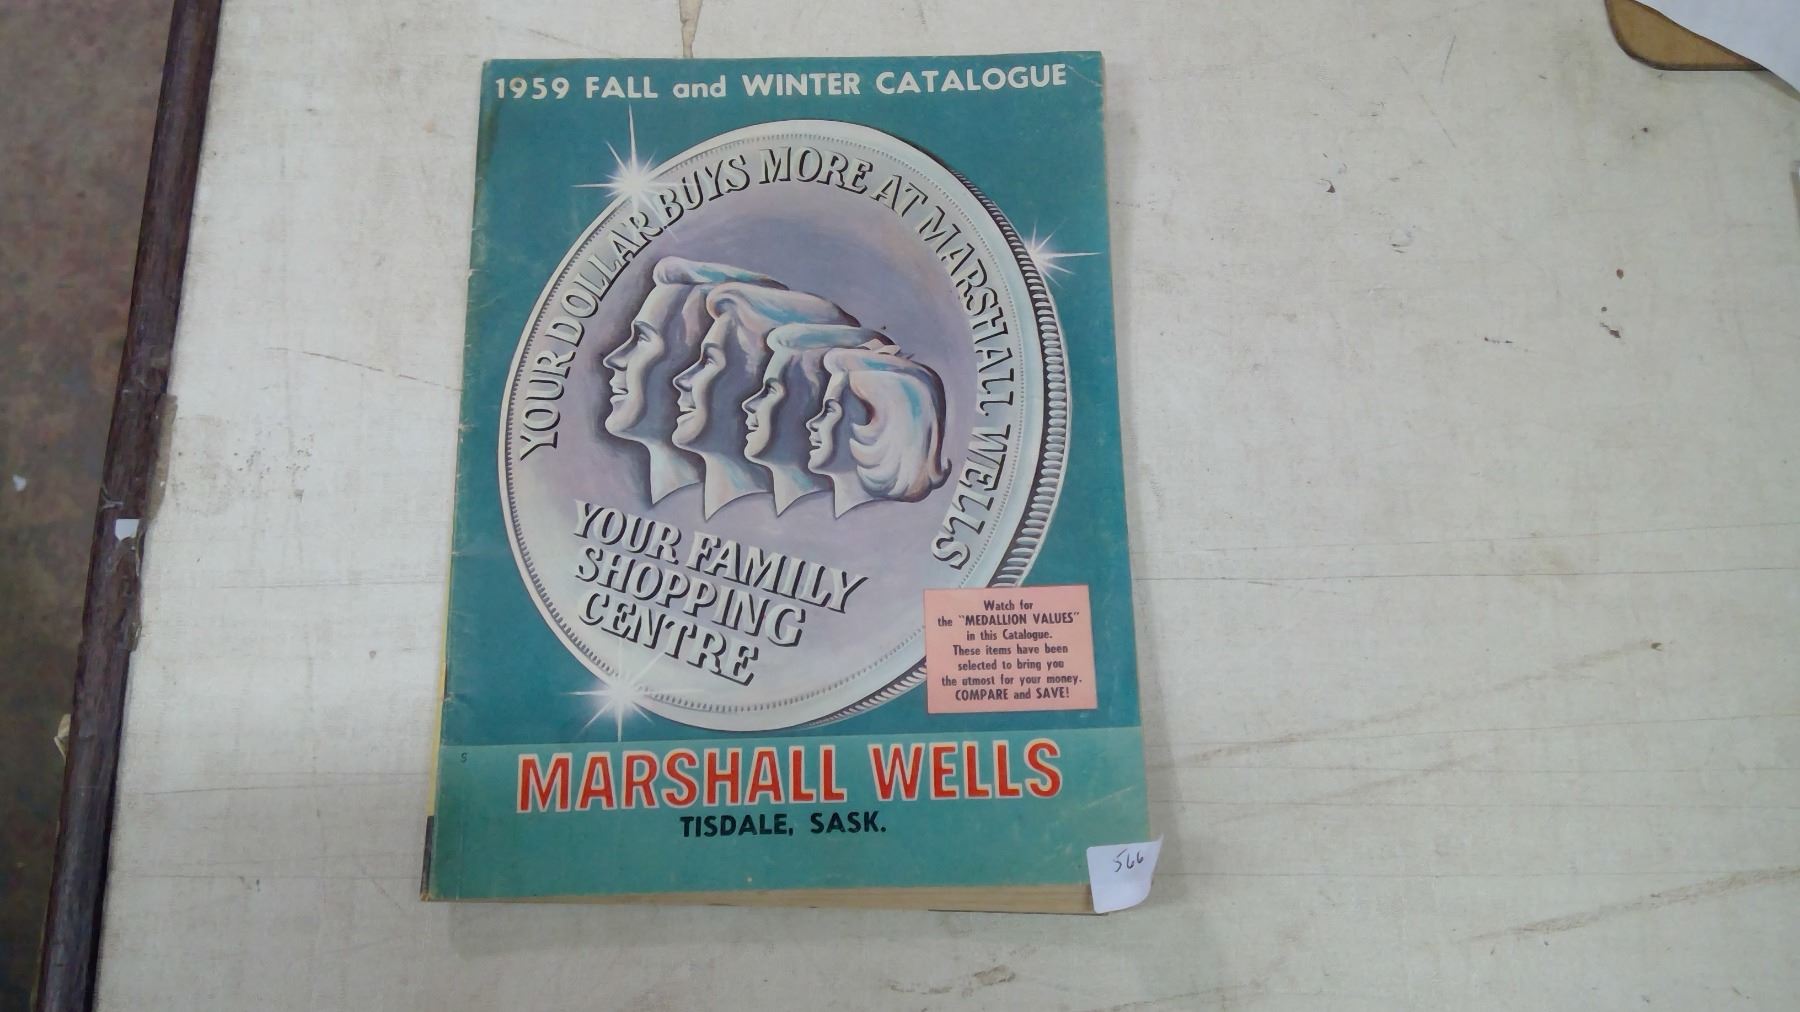 1959 FALL and WINTER CATALOGUE
YOUR DOLLAR BUYS MORE AT MARSHALL WELLS
YOUR FAMILY
SHOPPING
CENTRE
Watch for
the "MEDALLION VALUES"
in this Catalogue.
These items have been
selected to bring you
the utmost for your money.
COMPARE and SAVE!
S
MARSHALL WELLS
TISDALE, SASK.
566